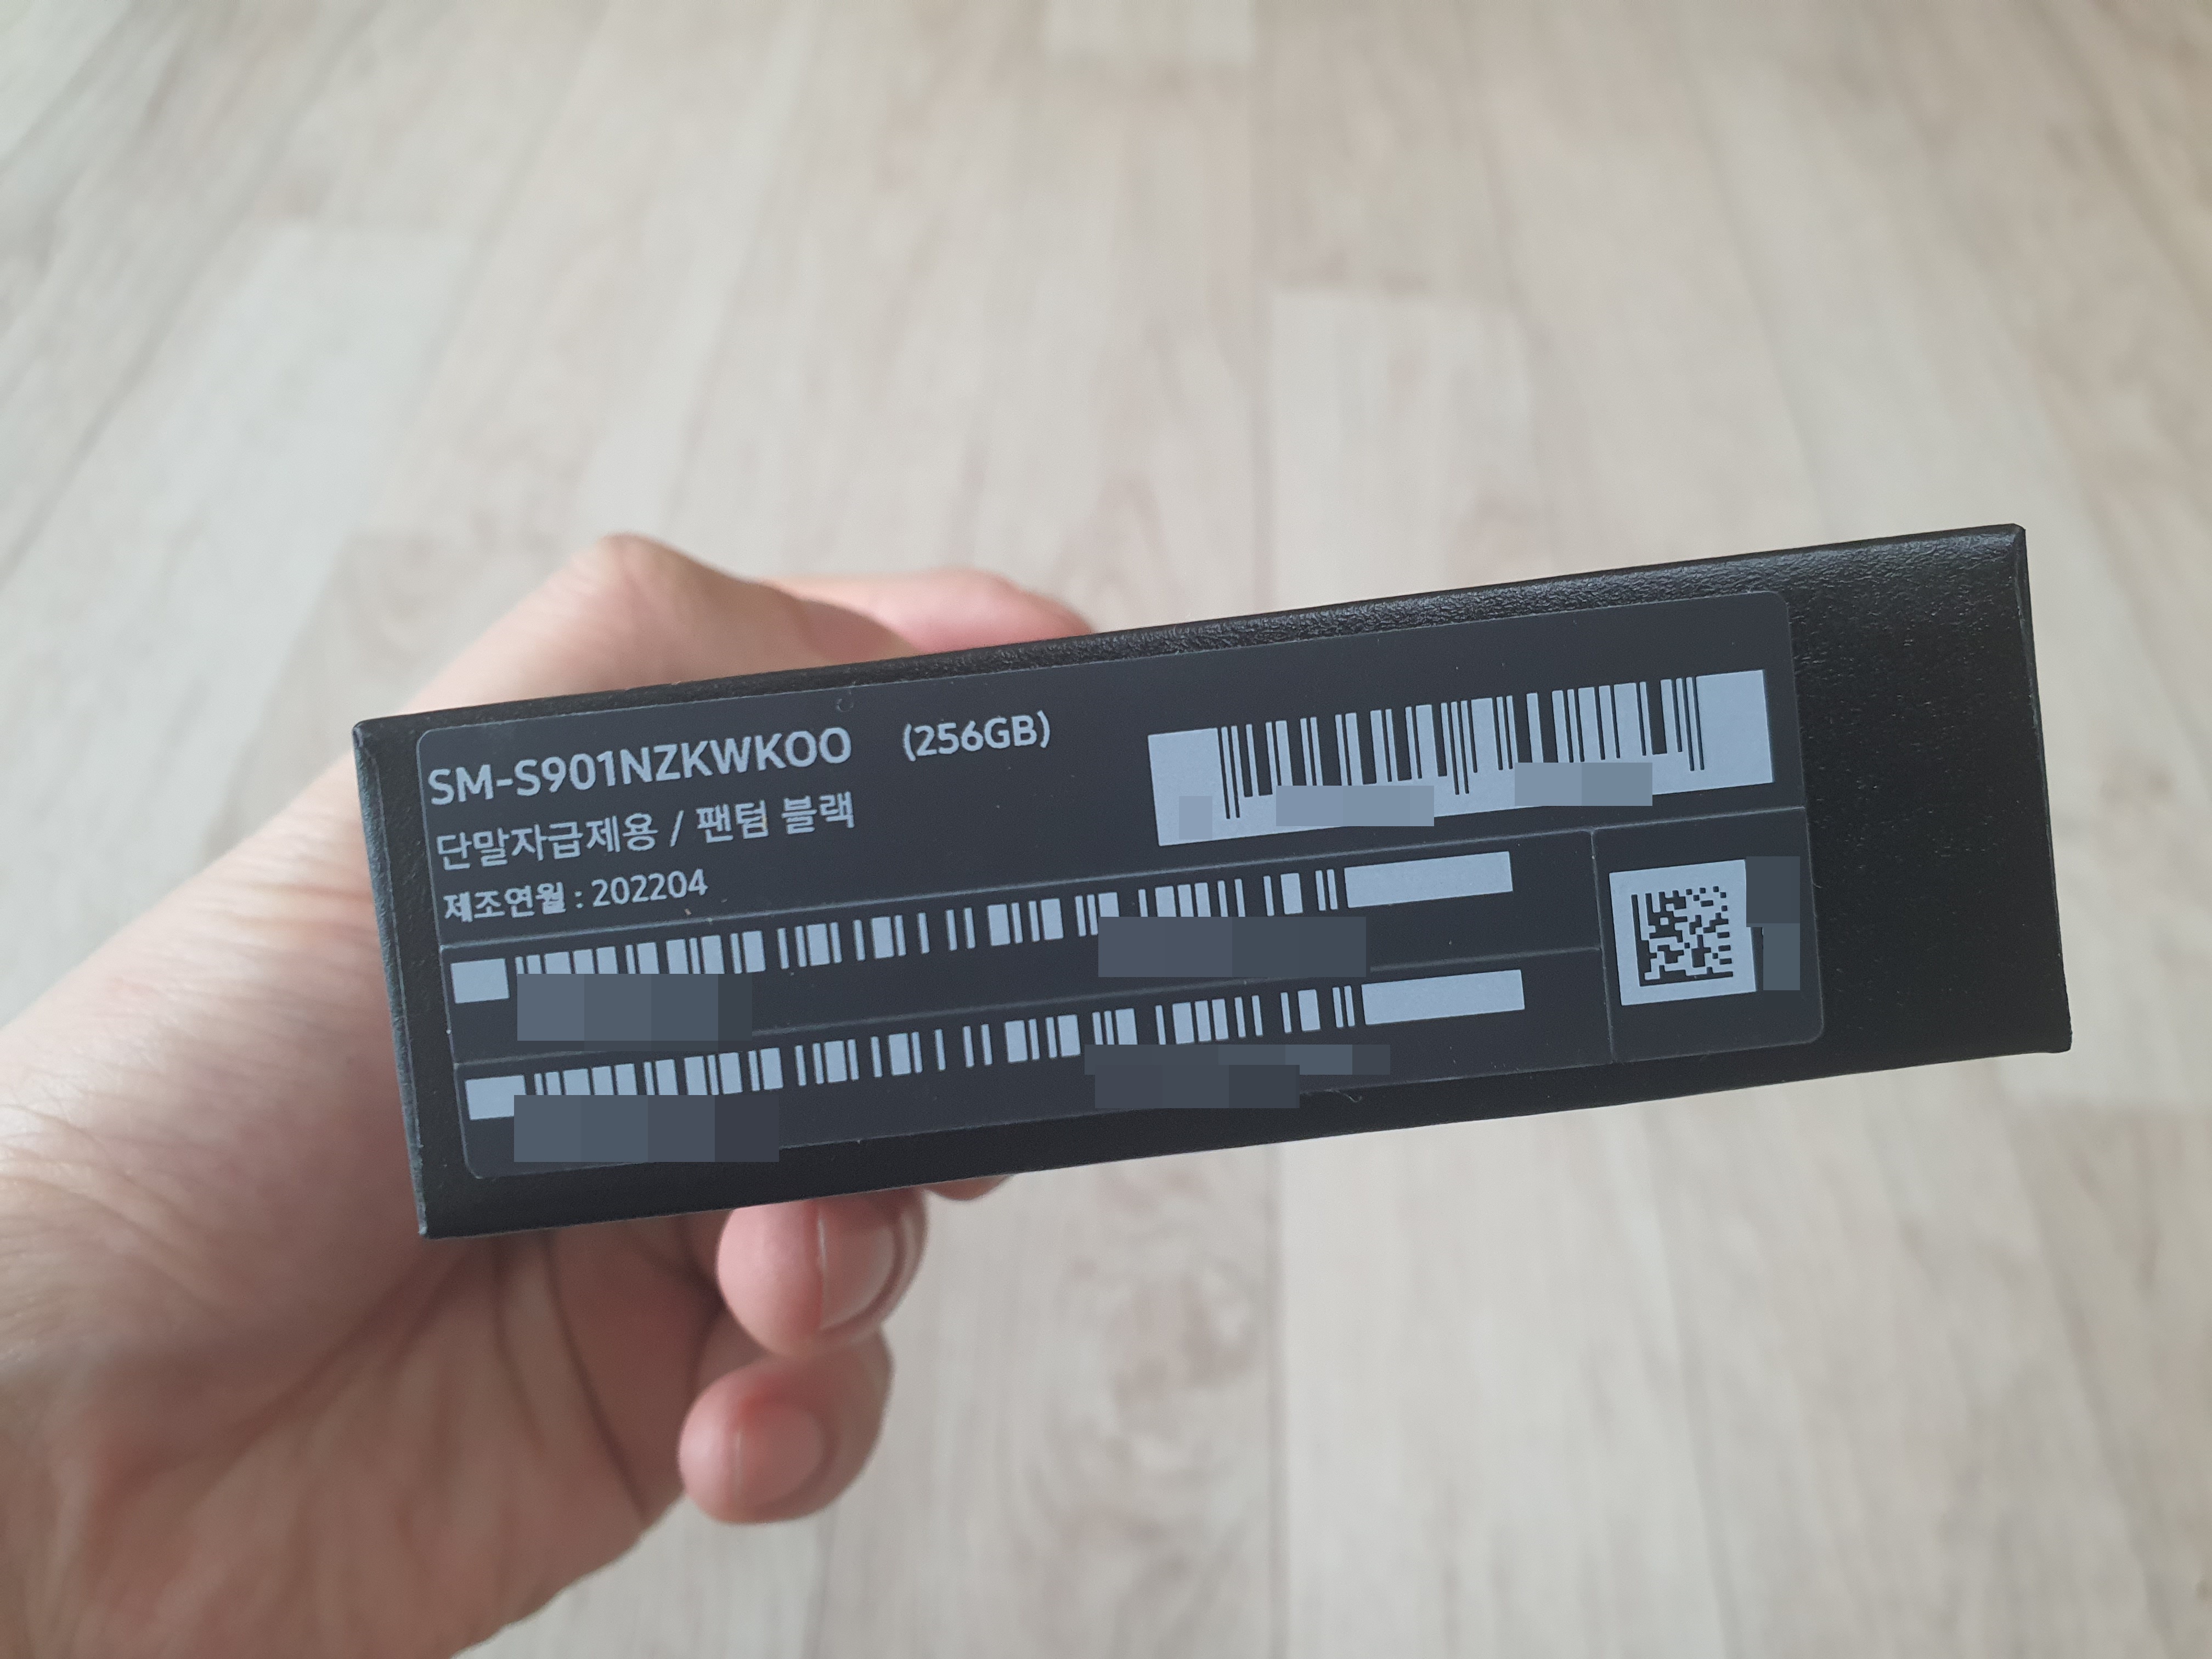 SM-S901NZKWKOO (256GB)
단말자급제용 / 팬텀 블랙
제조연월 : 202204